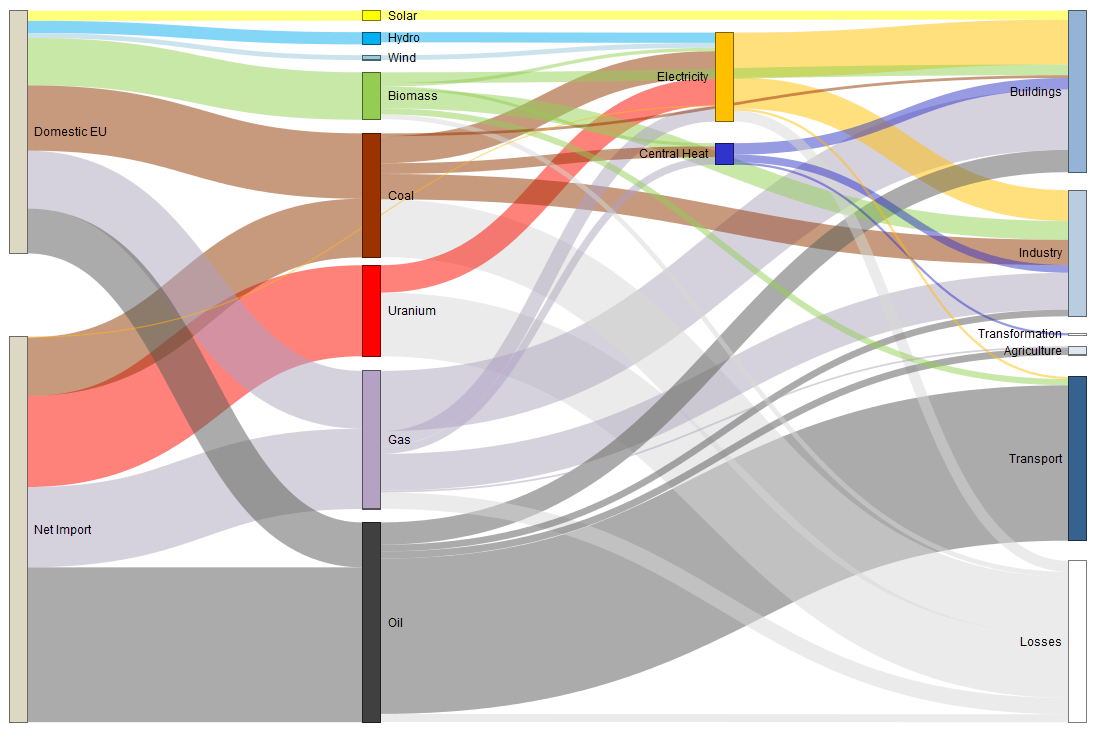 Domestic EU
Net Import
Solar
Hydro
Wind
Biomass
Coal
Uranium
Gas
Oil
Electricity
Central Heat
Buildings
Industry
Transformation
Agriculture
Transport
Losses